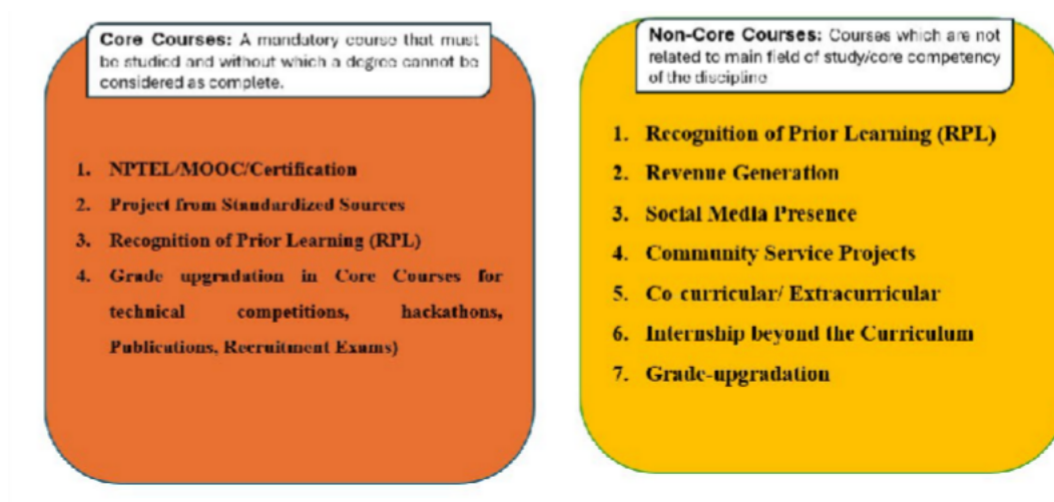 Core Courses: A mandatory course that must
be studied and without which a degree cannot be
considered as complete.
1. NPTEL/MOOC/Certification
2. Project from Standardized Sources
3. Recognition of Prior Learning (RPL)
4. Grade upgradation in Core Courses for
technical competitions, hackathons,
Publications, Recruitment Exams)
Non-Core Courses: Courses which are not
related to main field of study/core competency
of the discipline
1. Recognition of Prior Learning (RPL)
2. Revenue Generation
3. Social Media Presence
4. Community Service Projects
5. Co curricular/ Extracurricular
6. Internship beyond the Curriculum
7. Grade-upgradation